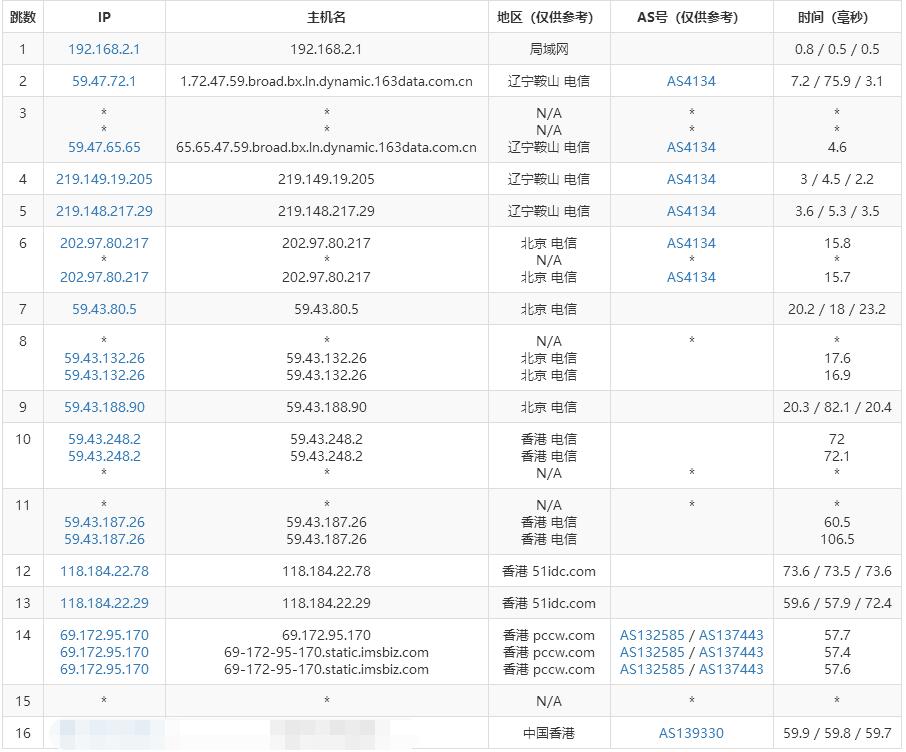 跳数 IP 主机名 地区（仅供参考） AS号（仅供参考） 时间（毫秒）
1 192.168.2.1 192.168.2.1 局域网 0.8 / 0.5 / 0.5
2 59.47.72.1 1.72.47.59.broad.bx.ln.dynamic.163data.com.cn 辽宁鞍山 电信 AS4134 7.2 / 75.9 / 3.1
3 * * N/A * *
* * N/A * *
59.47.65.65 65.65.47.59.broad.bx.ln.dynamic.163data.com.cn 辽宁鞍山 电信 AS4134 4.6
4 219.149.19.205 219.149.19.205 辽宁鞍山 电信 AS4134 3 / 4.5 / 2.2
5 219.148.217.29 219.148.217.29 辽宁鞍山 电信 AS4134 3.6 / 5.3 / 3.5
6 202.97.80.217 202.97.80.217 北京 电信 AS4134 15.8
* * N/A * *
202.97.80.217 202.97.80.217 北京 电信 AS4134 15.7
7 59.43.80.5 59.43.80.5 北京 电信 20.2 / 18 / 23.2
8 * * N/A * *
59.43.132.26 59.43.132.26 北京 电信 17.6
59.43.132.26 59.43.132.26 北京 电信 16.9
9 59.43.188.90 59.43.188.90 北京 电信 20.3 / 82.1 / 20.4
10 59.43.248.2 59.43.248.2 香港 电信 72
59.43.248.2 59.43.248.2 香港 电信 72.1
* * N/A * *
11 * * N/A * *
59.43.187.26 59.43.187.26 香港 电信 60.5
59.43.187.26 59.43.187.26 香港 电信 106.5
12 118.184.22.78 118.184.22.78 香港 51idc.com 73.6 / 73.5 / 73.6
13 118.184.22.29 118.184.22.29 香港 51idc.com 59.6 / 57.9 / 72.4
14 69.172.95.170 69.172.95.170 香港 pccw.com AS132585 / AS137443 57.7
69.172.95.170 69-172-95-170.static.imsbiz.com 香港 pccw.com AS132585 / AS137443 57.4
69.172.95.170 69-172-95-170.static.imsbiz.com 香港 pccw.com AS132585 / AS137443 57.6
15 * * N/A * *
16 中国香港 AS139330 59.9 / 59.8 / 59.7